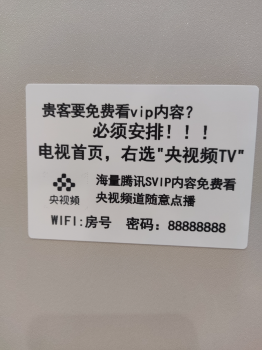 贵客要免费看vip内容？
必须安排！！！
电视首页，右选"央视频TV"
海量腾讯SVIP内容免费看
央视频道随意点播
央视频
WIFI:房号 密码：88888888